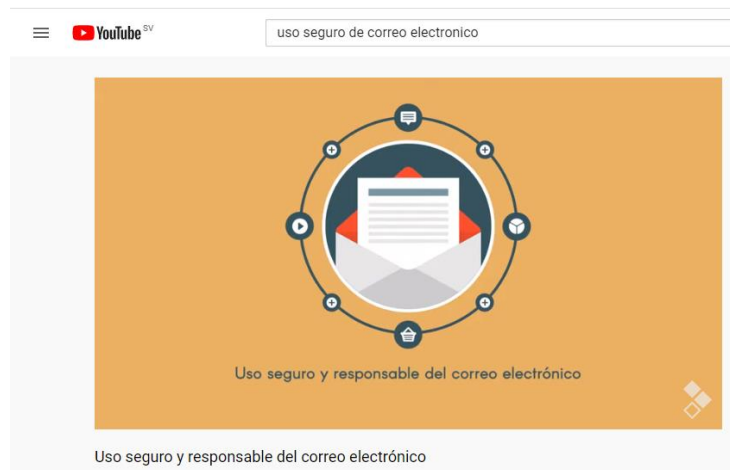 YouTube SV
uso seguro de correo electronico
Uso seguro y responsable del correo electrónico
Uso seguro y responsable del correo electrónico